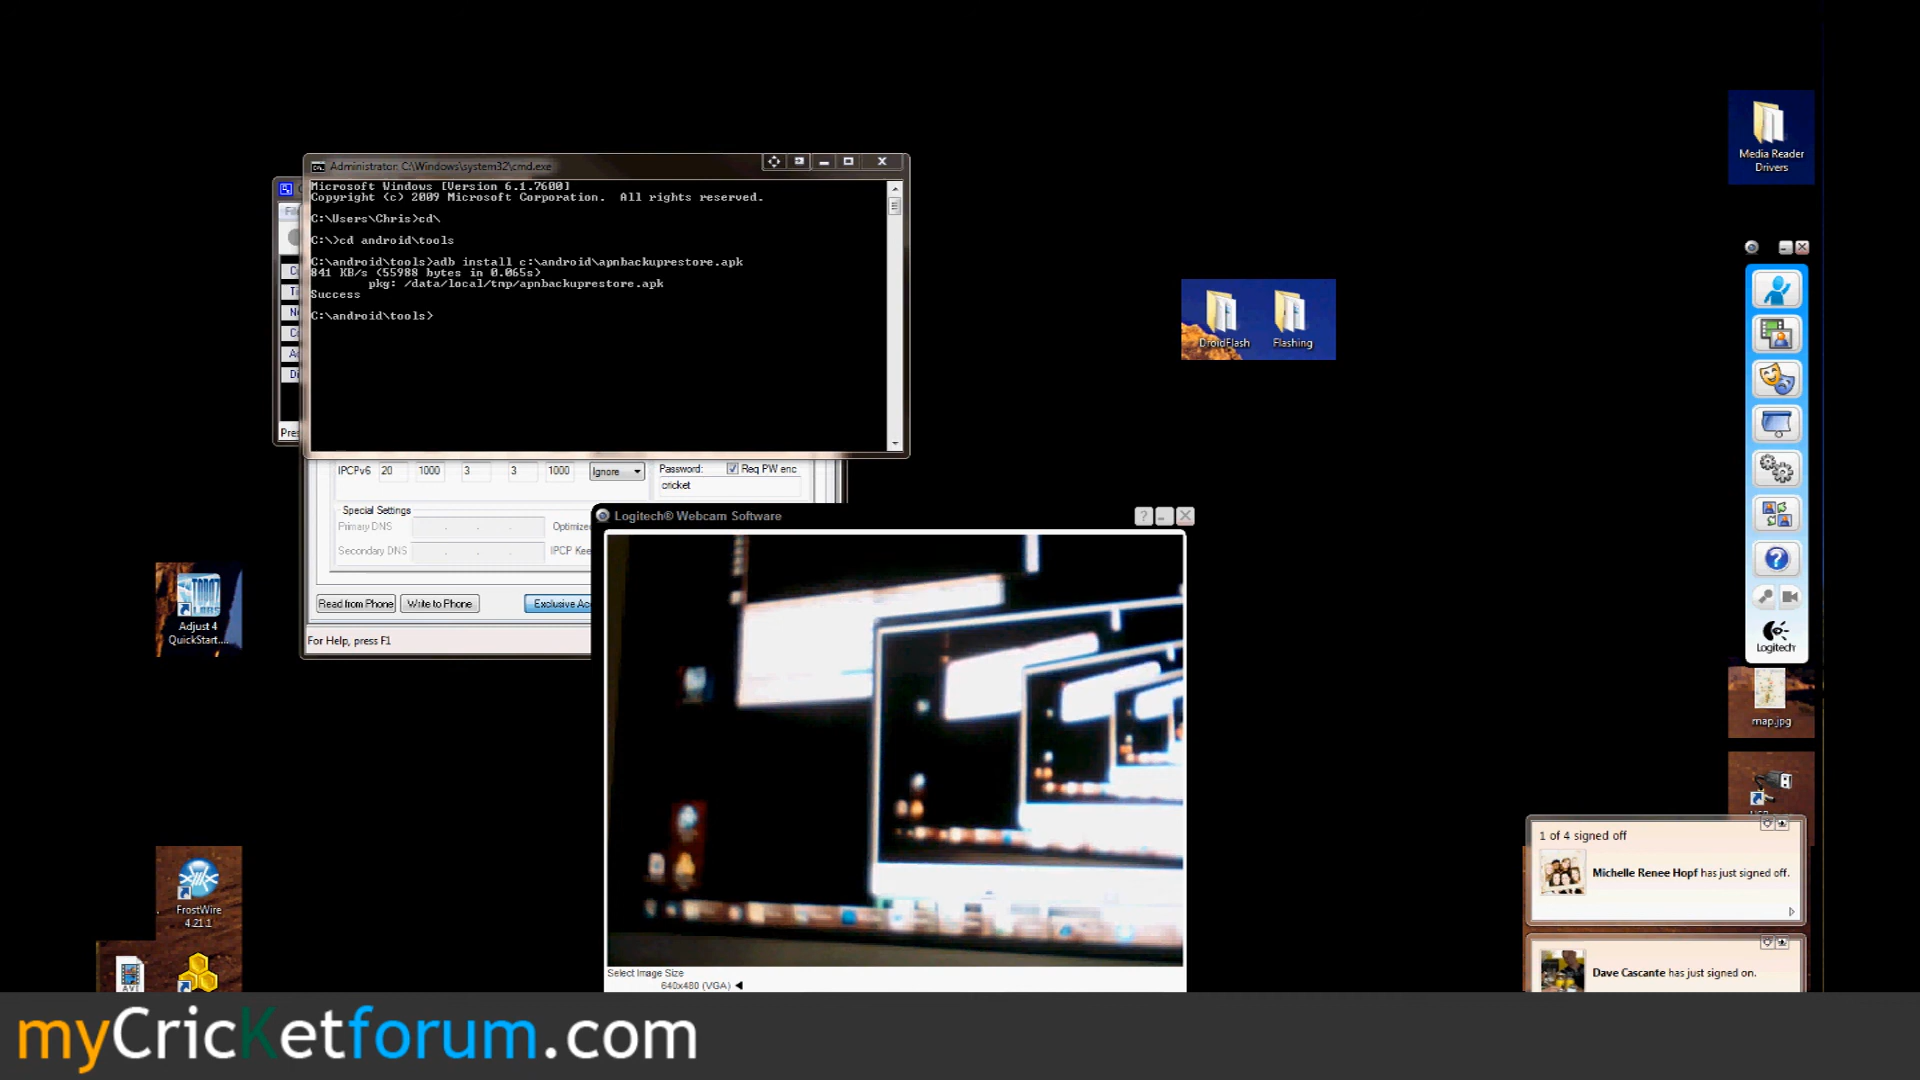 Media Reader
Drivers
Administrator: C:\Windows\system32\cmd.exe
Microsoft Windows [Version 6.1.7600]
Copyright (c) 2009 Microsoft Corporation.  All rights reserved.
C:\Users\Chris>cd\
C:\>cd android\tools
C:\android\tools>adb install c:\android\apnbackuprestore.apk
841 KB/s (55988 bytes in 0.065s)
pkg: /data/local/tmp/apnbackuprestore.apk
Success
C:\android\tools>
DroidFlash
Flashing
IPCPv6 20 1000 3 3 1000 Ignore
Password: Req PW enc
cricket
Special Settings
Primary DNS
Secondary DNS IPCP
Read from Phone Write to Phone Exclusive
For Help, press F1
Logitech® Webcam Software
Select Image Size
640x480 (VGA)
Adjust 4
QuickStart....
FrostWire
4.21.1
AVI
Logitech
map.jpg
1 of 4 signed off
Michelle Renee Hopf has just signed off.
Dave Cascante has just signed on.
myCricKetforum.com